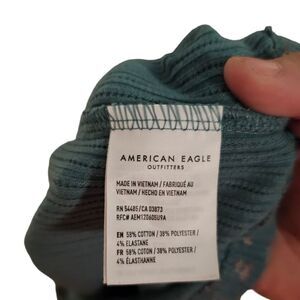 AMERICAN EAGLE
OUTFITTERS
MADE IN VIETNAM / FABRIQUÉ AU
VIETNAM / HECHO EN VIETNAM
RN 54485/CA 03873
RFC# AEM120605U9A
EN 58% COTTON / 38% POLYESTER /
4% ELASTANE
FR 58% COTON / 38% POLYESTER /
4% ÉLASTHANNE